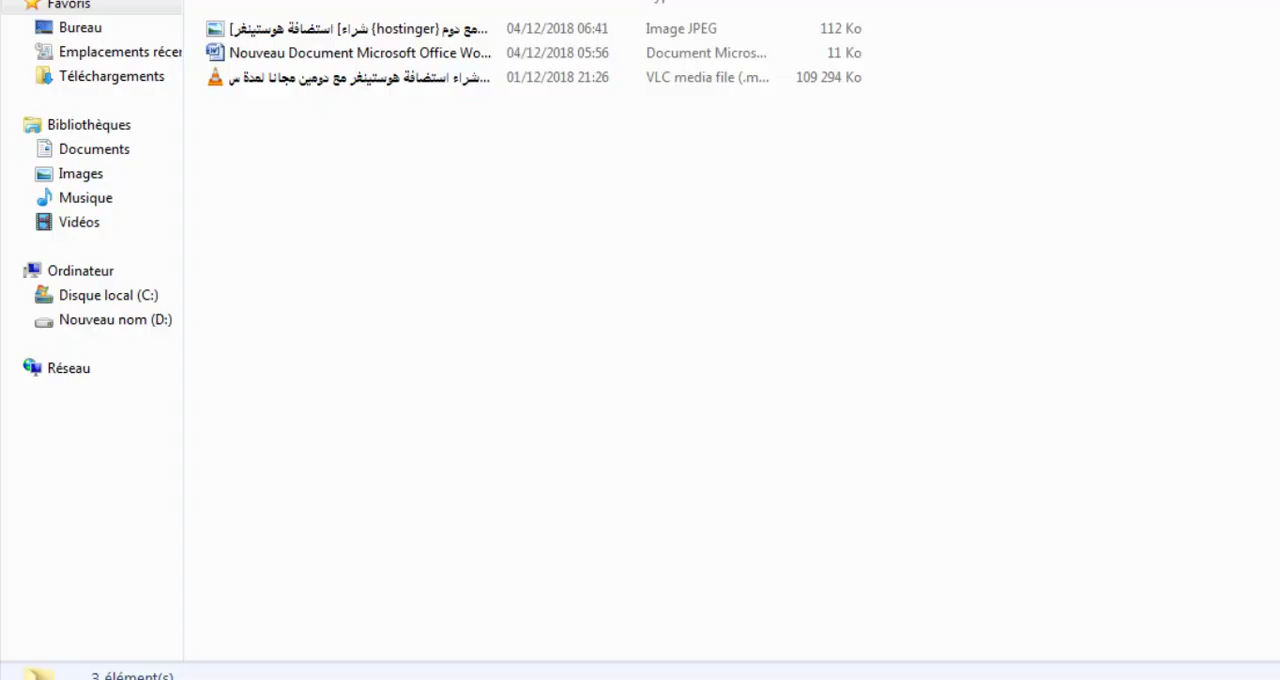 Favoris
Bureau
Emplacements récer
Téléchargements
Bibliothèques
Documents
Images
Musique
Vidéos
Ordinateur
Disque local (C:)
Nouveau nom (D:)
Réseau
شراء] استضافة هوستينغر] {hostinger} مع دوم... 04/12/2018 06:41 Image JPEG 112 Ko
Nouveau Document Microsoft Office Wo... 04/12/2018 05:56 Document Micros... 11 Ko
شراء استضافة هوستينغر مع دومين مجانا لمدة س... 01/12/2018 21:26 VLC media file (.m... 109 294 Ko
3 élément(s)